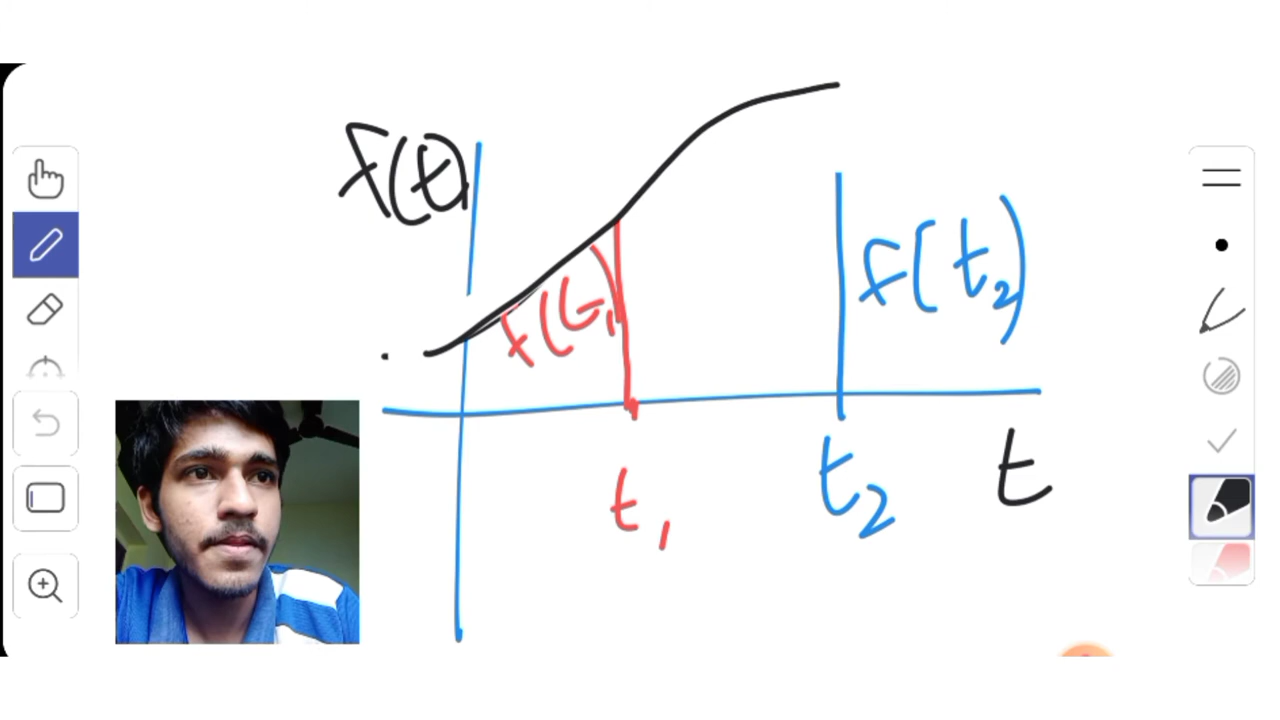 f(t)
f(t₁)
f(t₂)
t₁
t₂
t